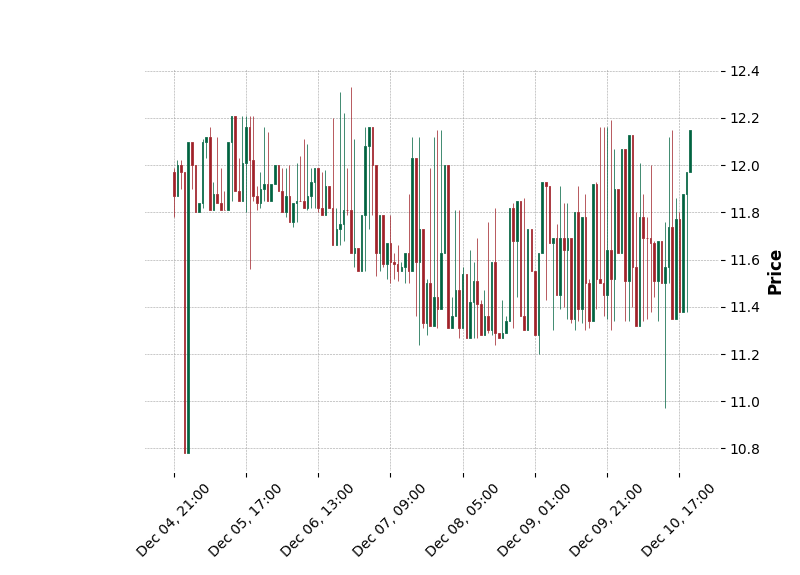 12.4
12.2
12.0
11.8
11.6
11.4
11.2
11.0
10.8
Price
Dec 04, 21:00
Dec 05, 17:00
Dec 06, 13:00
Dec 07, 09:00
Dec 08, 05:00
Dec 09, 01:00
Dec 09, 21:00
Dec 10, 17:00